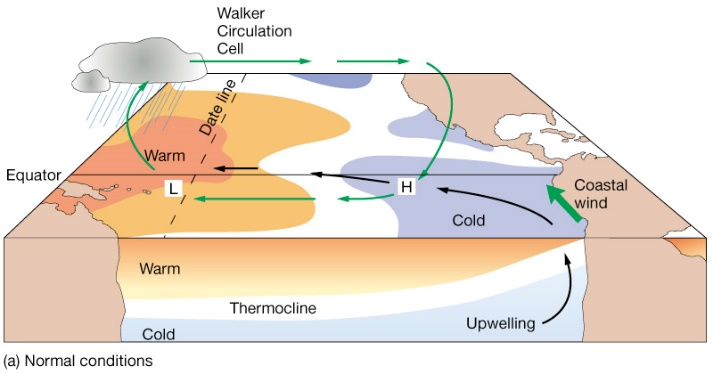 Walker
Circulation
Cell
Date line
Warm
Equator
L
H
Coastal
wind
Cold
Warm
Thermocline
Upwelling
Cold
(a) Normal conditions